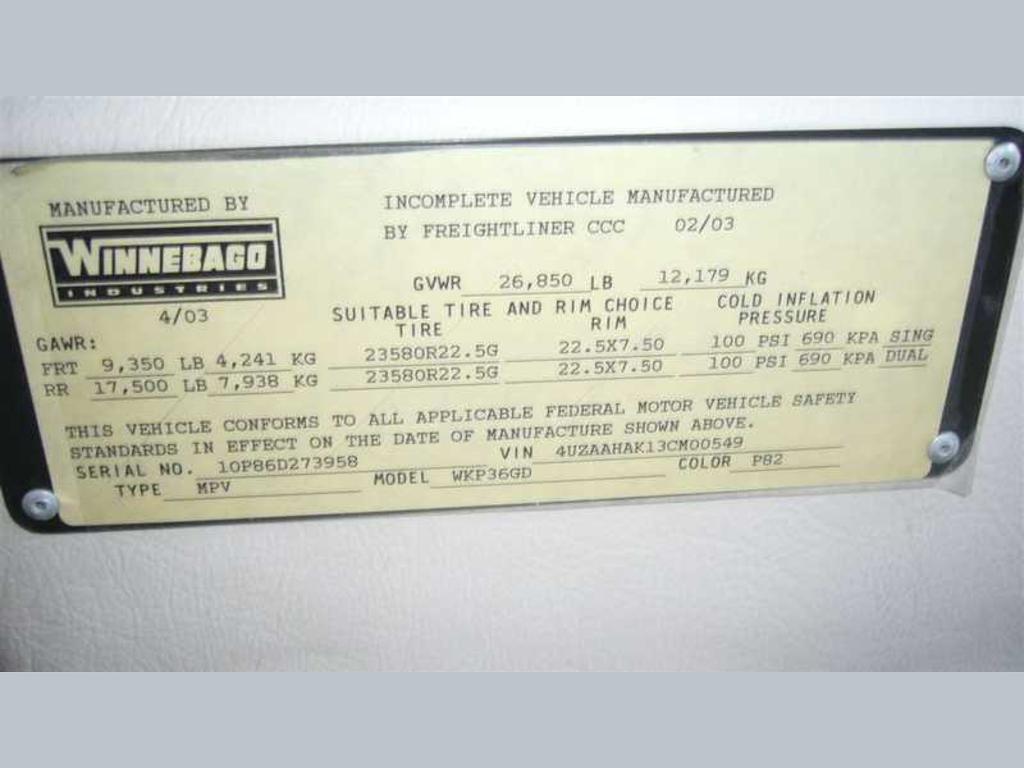 MANUFACTURED BY
INCOMPLETE VEHICLE MANUFACTURED
BY FREIGHTLINER CCC 02/03
WINNEBAGO
INDUSTRIES
4/03
GVWR 26,850 LB 12,179 KG
SUITABLE TIRE AND RIM CHOICE COLD INFLATION
TIRE RIM PRESSURE
GAWR:
FRT 9,350 LB 4,241 KG 23580R22.5G 22.5X7.50 100 PSI 690 KPA SING
RR 17,500 LB 7,938 KG 23580R22.5G 22.5X7.50 100 PSI 690 KPA DUAL
THIS VEHICLE CONFORMS TO ALL APPLICABLE FEDERAL MOTOR VEHICLE SAFETY
STANDARDS IN EFFECT ON THE DATE OF MANUFACTURE SHOWN ABOVE.
SERIAL NO. 10P86D273958 VIN 4UZAAHAK13CM00549
TYPE MPV MODEL WKP36GD COLOR P82